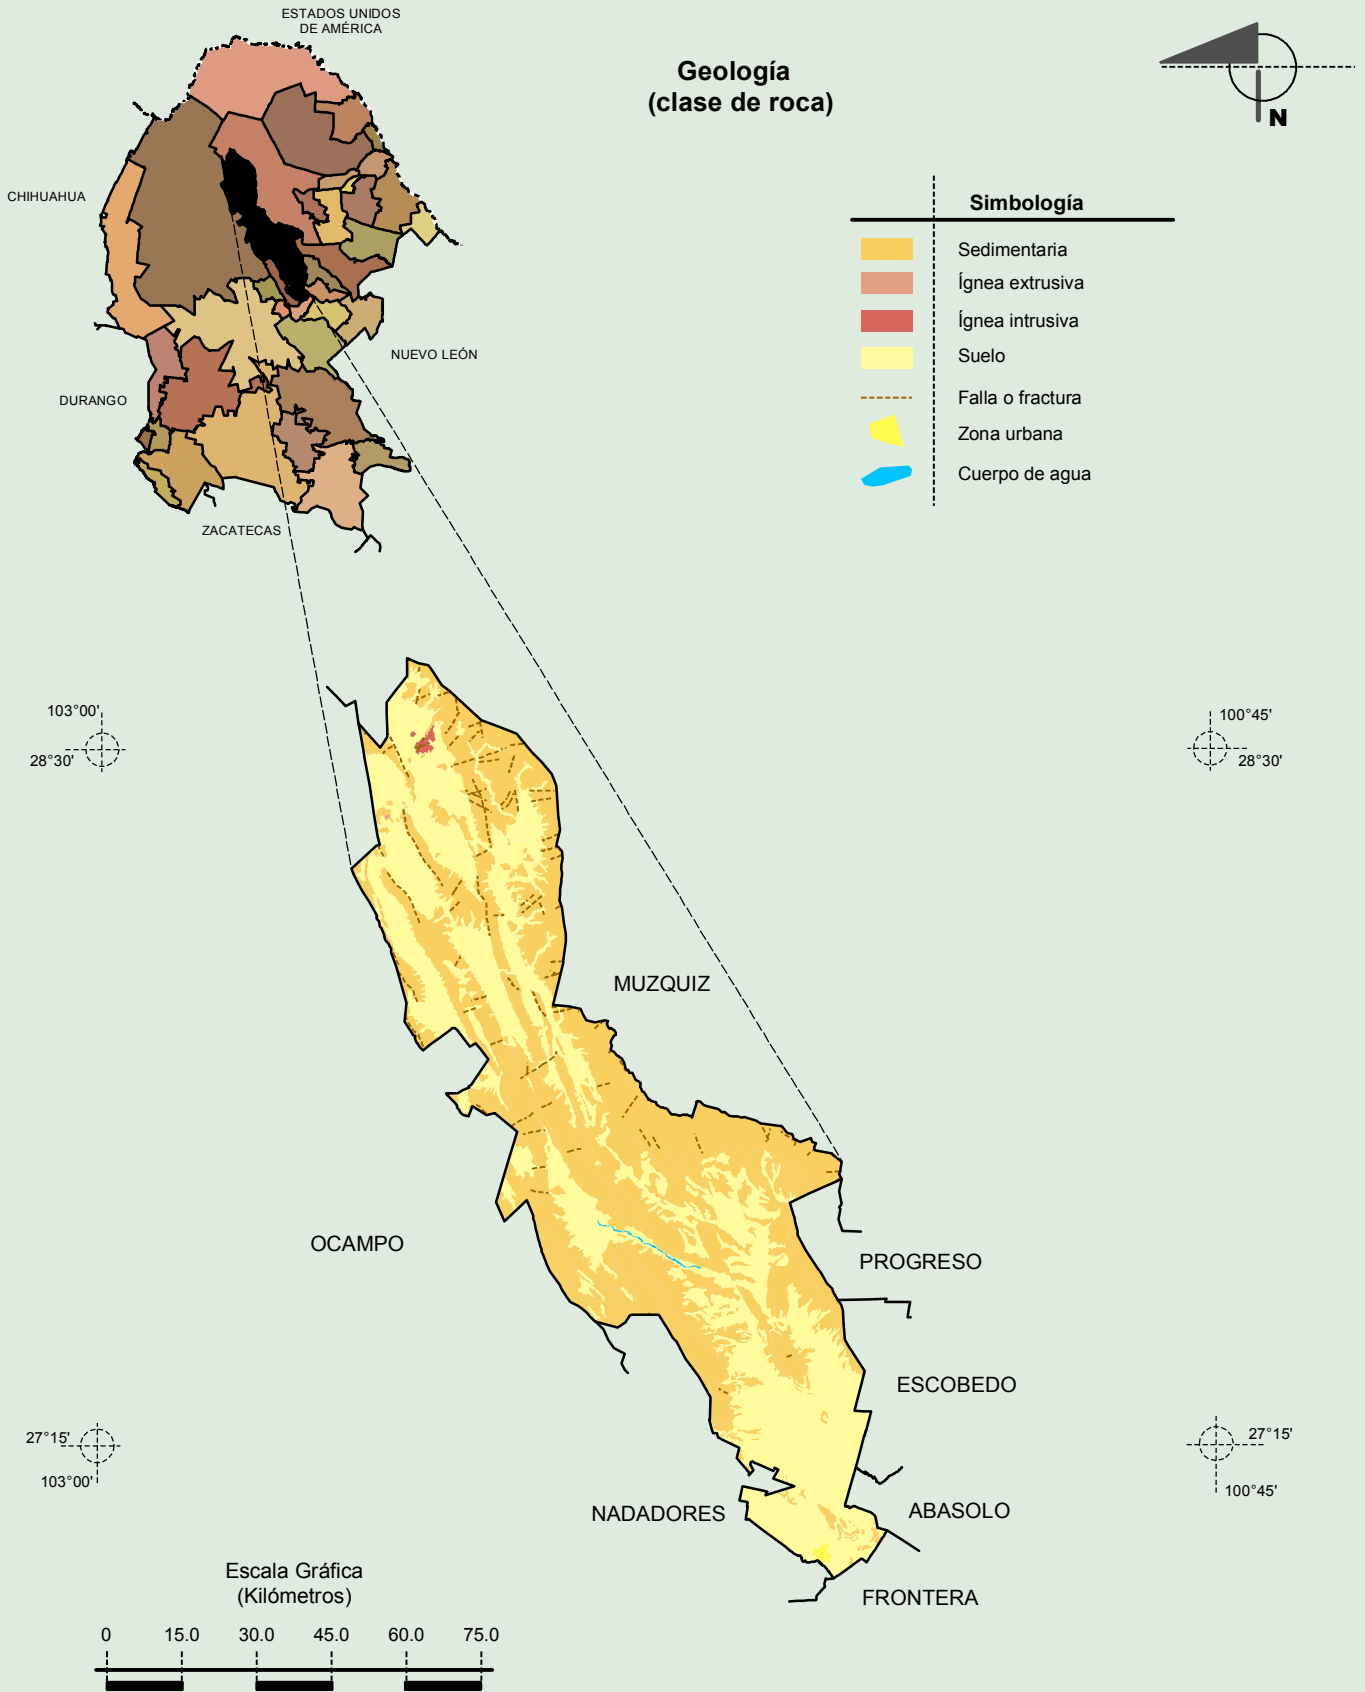 ESTADOS UNIDOS
DE AMÉRICA
Geología
(clase de roca)
N
CHIHUAHUA
Simbología
Sedimentaria
Ígnea extrusiva
Ígnea intrusiva
Suelo
Falla o fractura
Zona urbana
Cuerpo de agua
NUEVO LEÓN
DURANGO
ZACATECAS
103°00'
28°30'
100°45'
28°30'
MUZQUIZ
OCAMPO
PROGRESO
ESCOBEDO
27°15'
103°00'
27°15'
100°45'
NADADORES
ABASOLO
FRONTERA
Escala Gráfica
(Kilómetros)
0 15.0 30.0 45.0 60.0 75.0